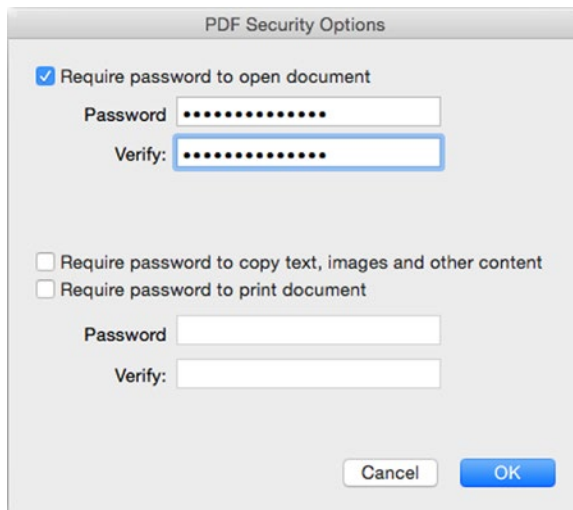 PDF Security Options
Require password to open document
Password ••••••••••••••
Verify: ••••••••••••••
Require password to copy text, images and other content
Require password to print document
Password
Verify:
Cancel OK